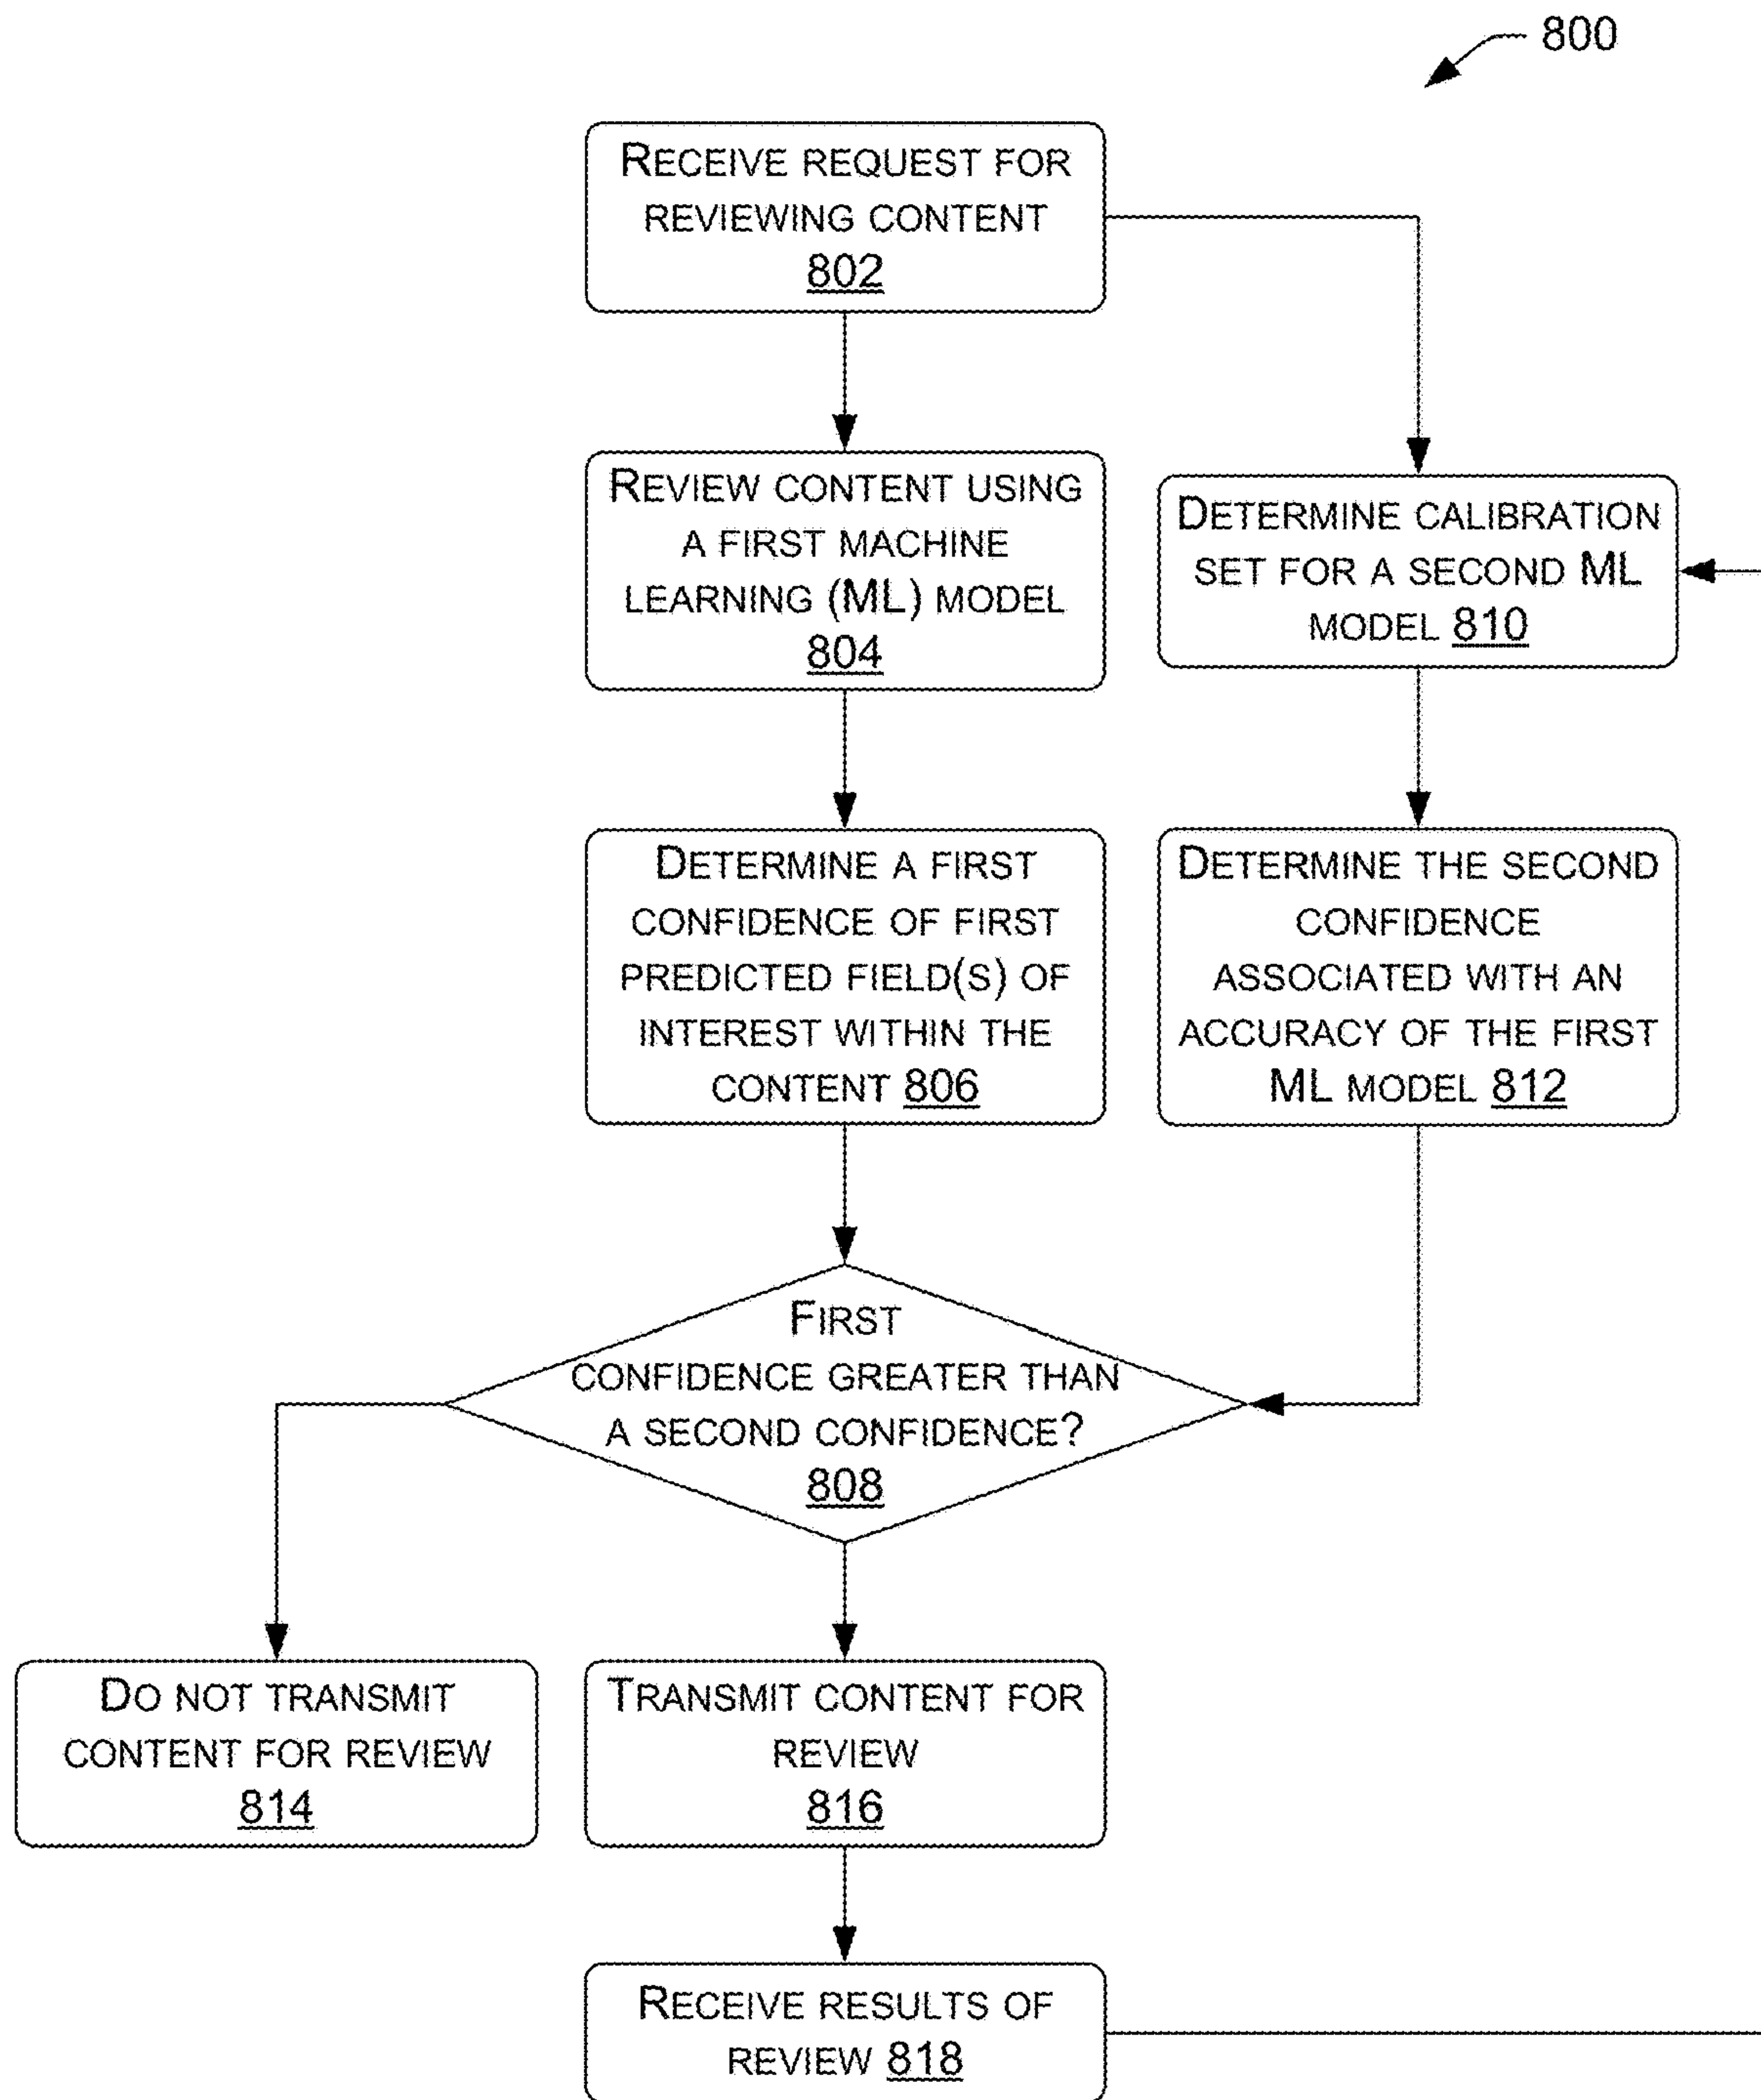 800
RECEIVE REQUEST FOR
REVIEWING CONTENT
802
REVIEW CONTENT USING
A FIRST MACHINE
LEARNING (ML) MODEL
804
DETERMINE CALIBRATION
SET FOR A SECOND ML
MODEL 810
DETERMINE A FIRST
CONFIDENCE OF FIRST
PREDICTED FIELD(S) OF
INTEREST WITHIN THE
CONTENT 806
DETERMINE THE SECOND
CONFIDENCE
ASSOCIATED WITH AN
ACCURACY OF THE FIRST
ML MODEL 812
FIRST
CONFIDENCE GREATER THAN
A SECOND CONFIDENCE?
808
DO NOT TRANSMIT
CONTENT FOR REVIEW
814
TRANSMIT CONTENT FOR
REVIEW
816
RECEIVE RESULTS OF
REVIEW 818